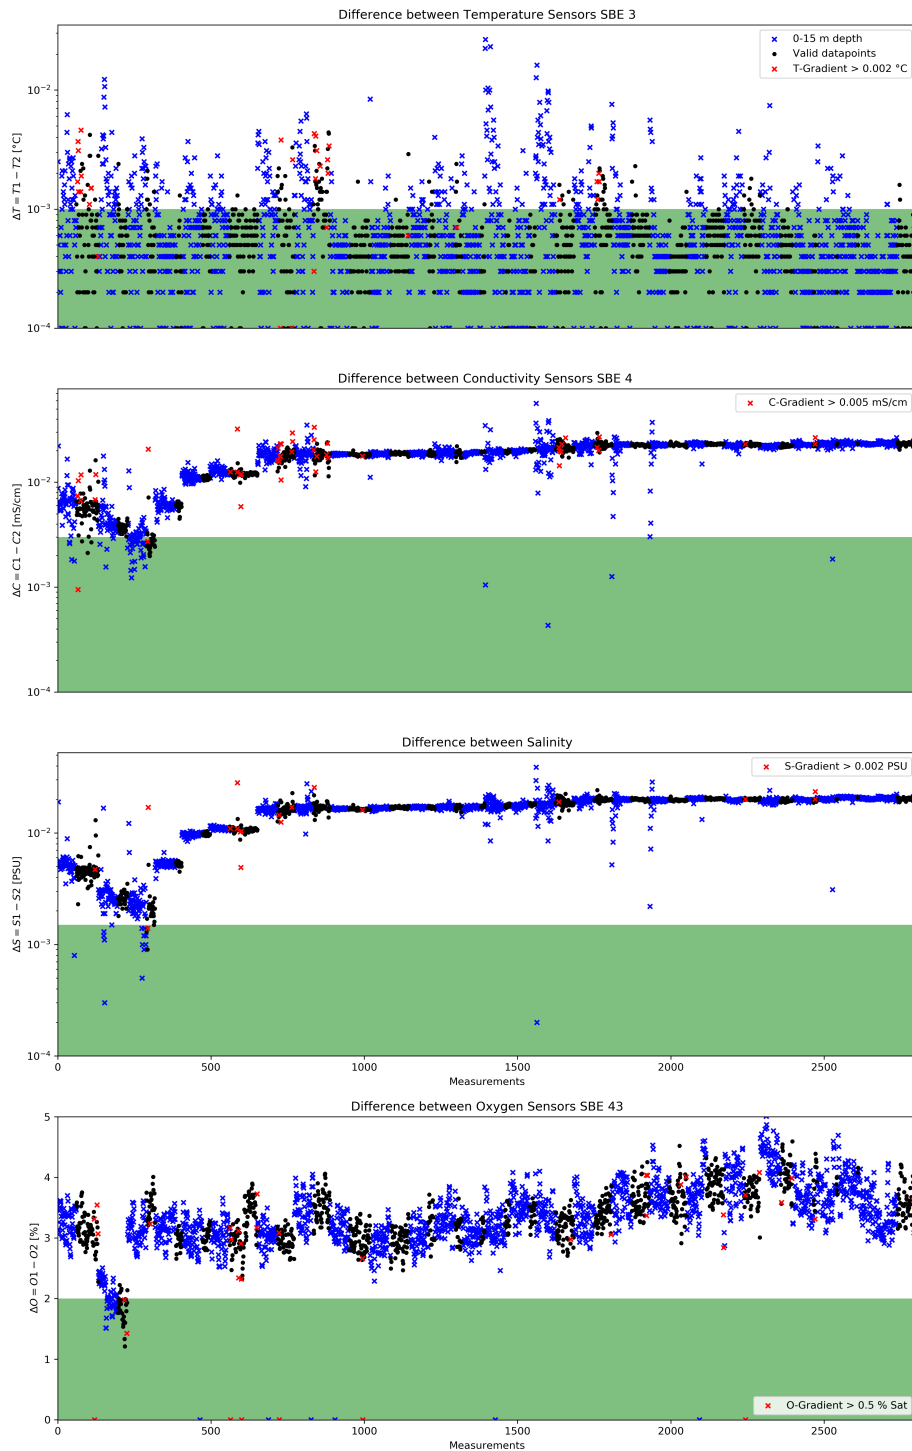 Difference between Temperature Sensors SBE 3
0-15 m depth
Valid datapoints
T-Gradient > 0.002 °C
ΔT = T1 − T2 [°C]
10⁻²
10⁻³
10⁻⁴
Difference between Conductivity Sensors SBE 4
C-Gradient > 0.005 mS/cm
ΔC = C1 − C2 [mS/cm]
10⁻²
10⁻³
10⁻⁴
Difference between Salinity
S-Gradient > 0.002 PSU
ΔS = S1 − S2 [PSU]
10⁻²
10⁻³
10⁻⁴
0 500 1000 1500 2000 2500
Measurements
Difference between Oxygen Sensors SBE 43
ΔO = O1 − O2 [%]
5
4
3
2
1
0
O-Gradient > 0.5 % Sat
0 500 1000 1500 2000 2500
Measurements